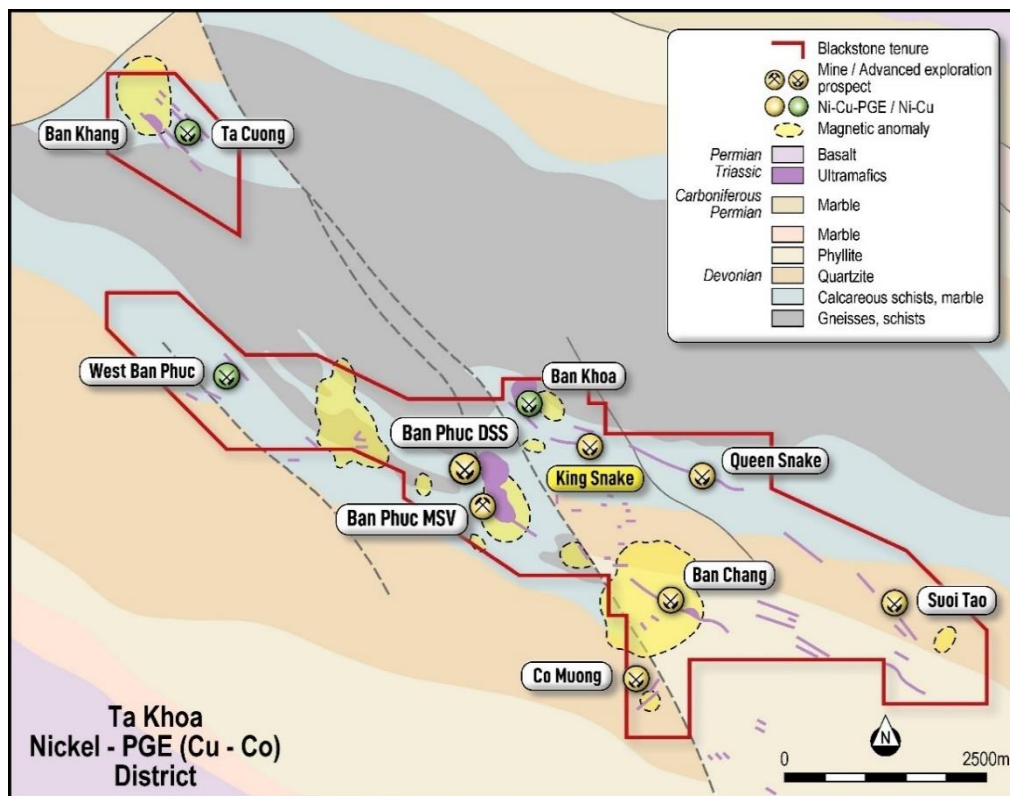 Blackstone tenure
Mine / Advanced exploration
prospect
Ni-Cu-PGE / Ni-Cu
Magnetic anomaly
Permian
Triassic
Basalt
Ultramafics
Carboniferous
Permian
Marble
Marble
Phyllite
Devonian
Quartzite
Calcareous schists, marble
Gneisses, schists
Ban Khang
Ta Cuong
West Ban Phuc
Ban Khoa
Ban Phuc DSS
King Snake
Queen Snake
Ban Phuc MSV
Ban Chang
Suoi Tao
Co Muong
Ta Khoa
Nickel - PGE (Cu - Co)
District
N
0 2500m